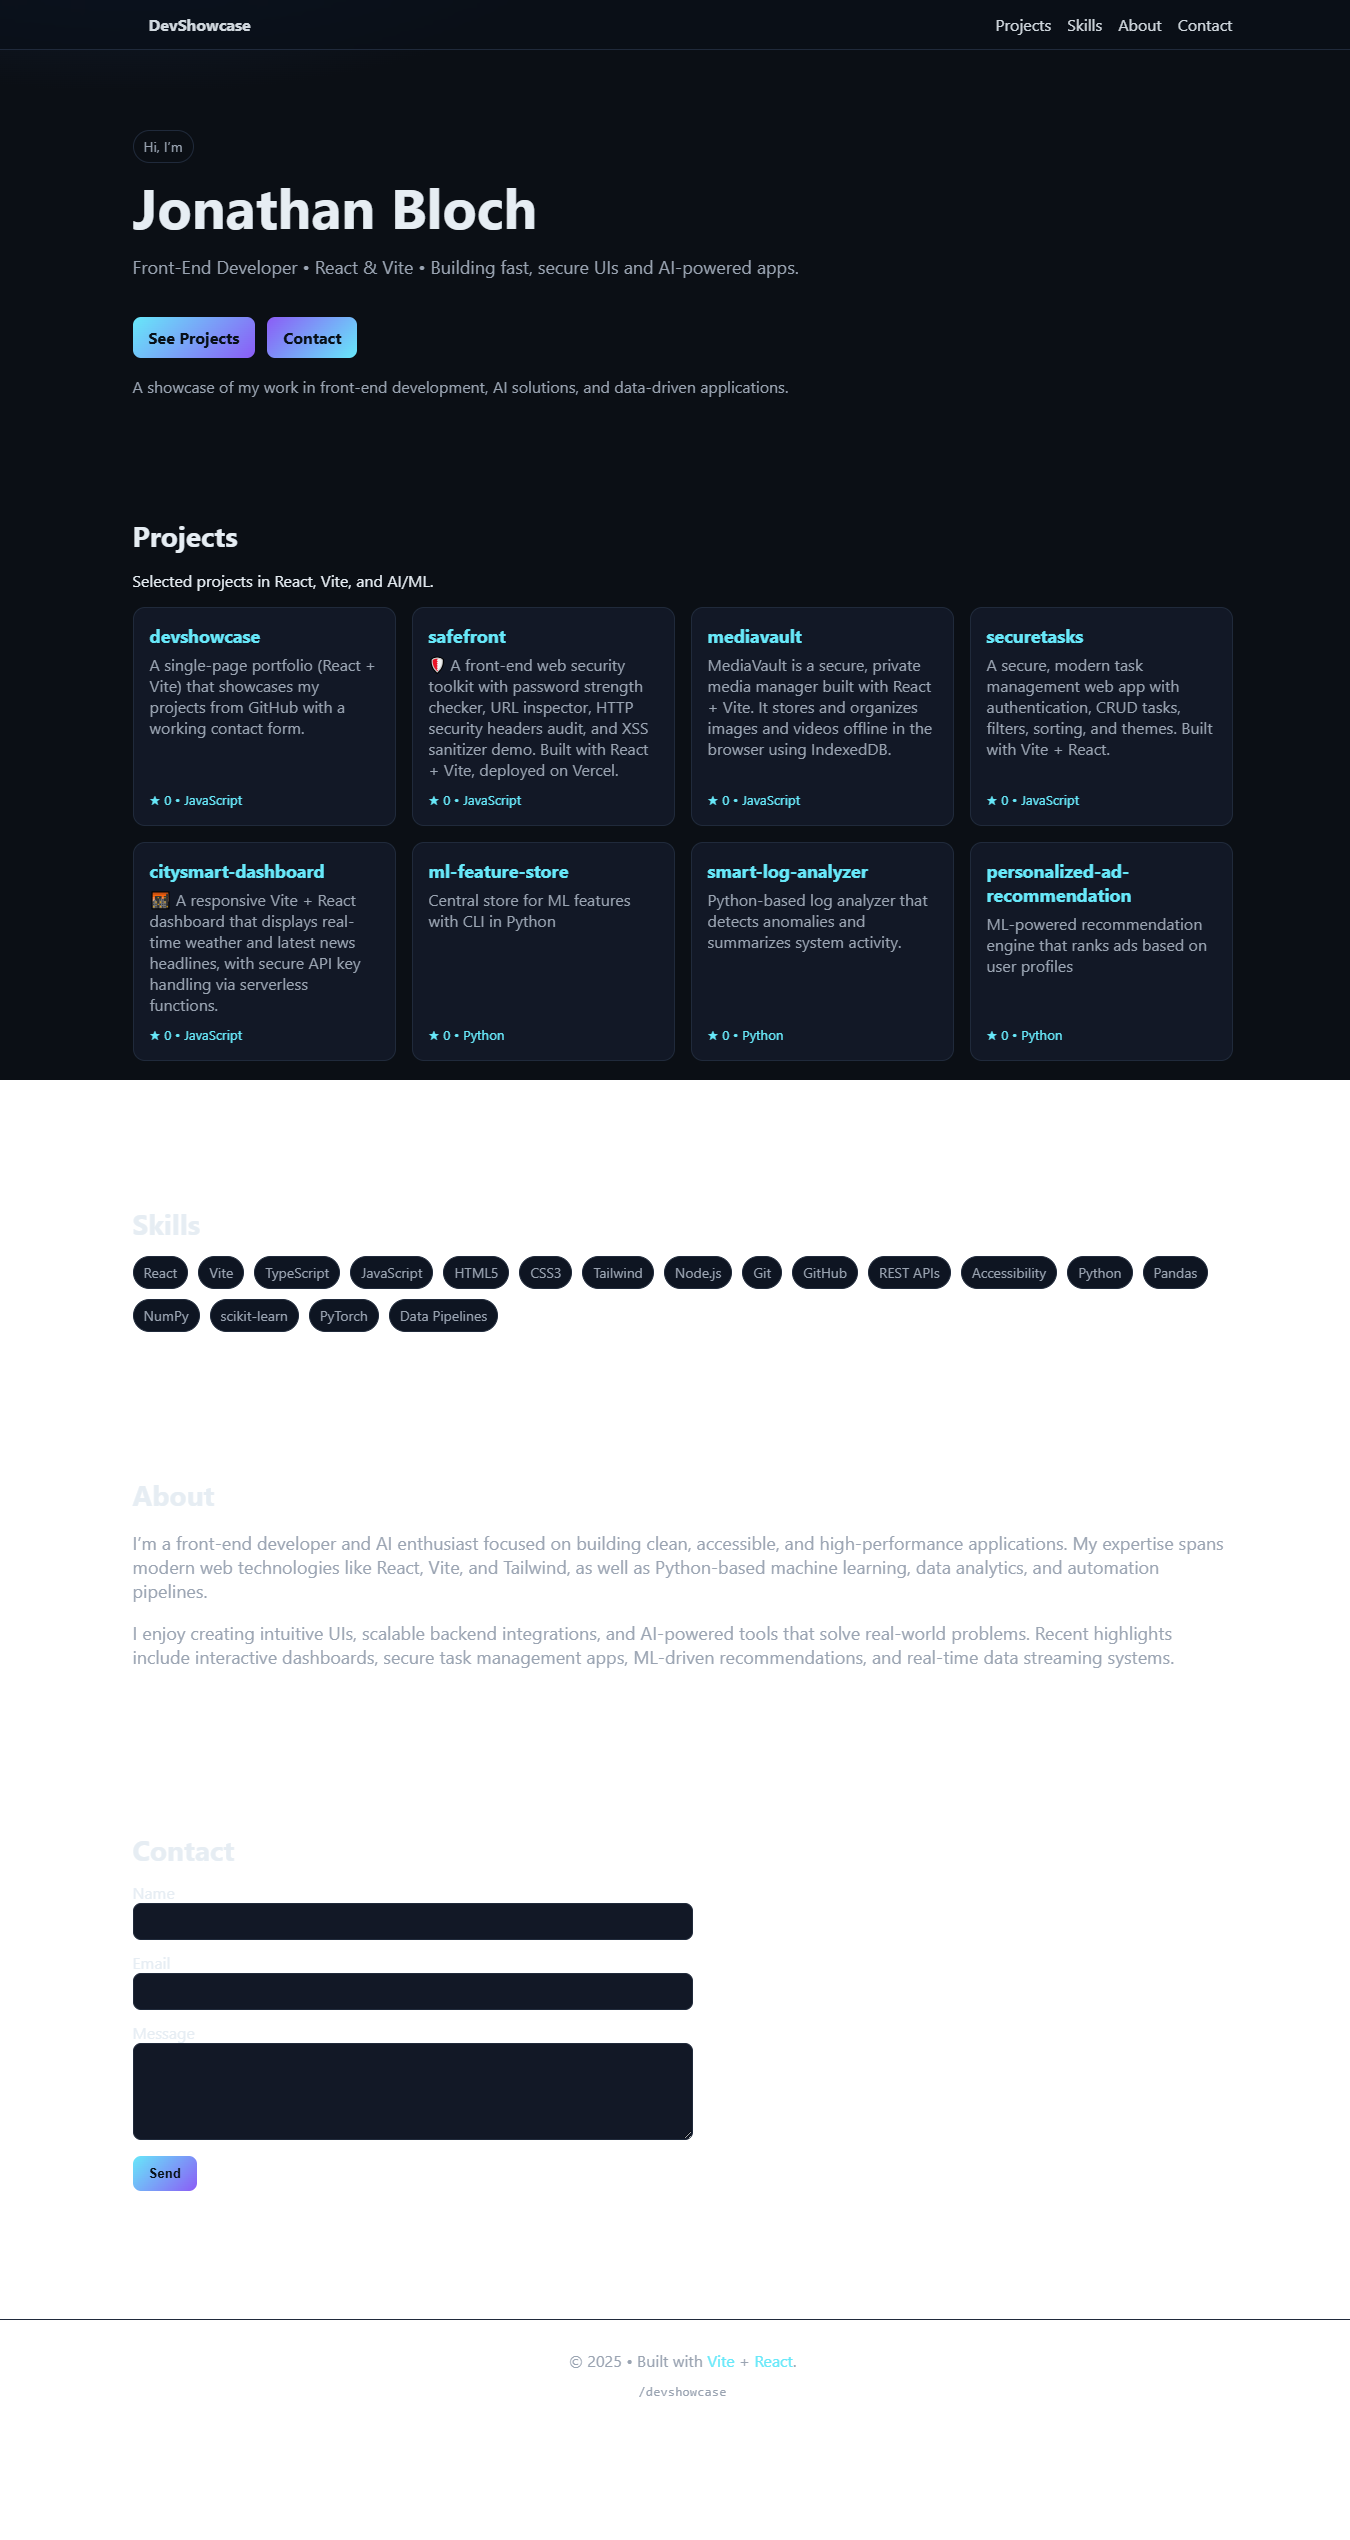 DevShowcase
Projects Skills About Contact
Hi, I'm
Jonathan Bloch
Front-End Developer • React & Vite • Building fast, secure UIs and AI-powered apps.
See Projects Contact
A showcase of my work in front-end development, AI solutions, and data-driven applications.
Projects
Selected projects in React, Vite, and AI/ML.
devshowcase
A single-page portfolio (React +
Vite) that showcases my
projects from GitHub with a
working contact form.
★ 0 • JavaScript
safefront
🛡️ A front-end web security
toolkit with password strength
checker, URL inspector, HTTP
security headers audit, and XSS
sanitizer demo. Built with React
+ Vite, deployed on Vercel.
★ 0 • JavaScript
mediavault
MediaVault is a secure, private
media manager built with React
+ Vite. It stores and organizes
images and videos offline in the
browser using IndexedDB.
★ 0 • JavaScript
securetasks
A secure, modern task
management web app with
authentication, CRUD tasks,
filters, sorting, and themes. Built
with Vite + React.
★ 0 • JavaScript
citysmart-dashboard
A responsive Vite + React
dashboard that displays real-
time weather and latest news
headlines, with secure API key
handling via serverless
functions.
★ 0 • JavaScript
ml-feature-store
Central store for ML features
with CLI in Python
★ 0 • Python
smart-log-analyzer
Python-based log analyzer that
detects anomalies and
summarizes system activity.
★ 0 • Python
personalized-ad-
recommendation
ML-powered recommendation
engine that ranks ads based on
user profiles
★ 0 • Python
Skills
React Vite TypeScript JavaScript HTML5 CSS3 Tailwind Node.js Git GitHub REST APIs Accessibility Python Pandas
NumPy scikit-learn PyTorch Data Pipelines
About
I'm a front-end developer and AI enthusiast focused on building clean, accessible, and high-performance applications. My expertise spans
modern web technologies like React, Vite, and Tailwind, as well as Python-based machine learning, data analytics, and automation
pipelines.
I enjoy creating intuitive UIs, scalable backend integrations, and AI-powered tools that solve real-world problems. Recent highlights
include interactive dashboards, secure task management apps, ML-driven recommendations, and real-time data streaming systems.
Contact
Name
Email
Message
Send
© 2025 • Built with Vite + React.
/devshowcase